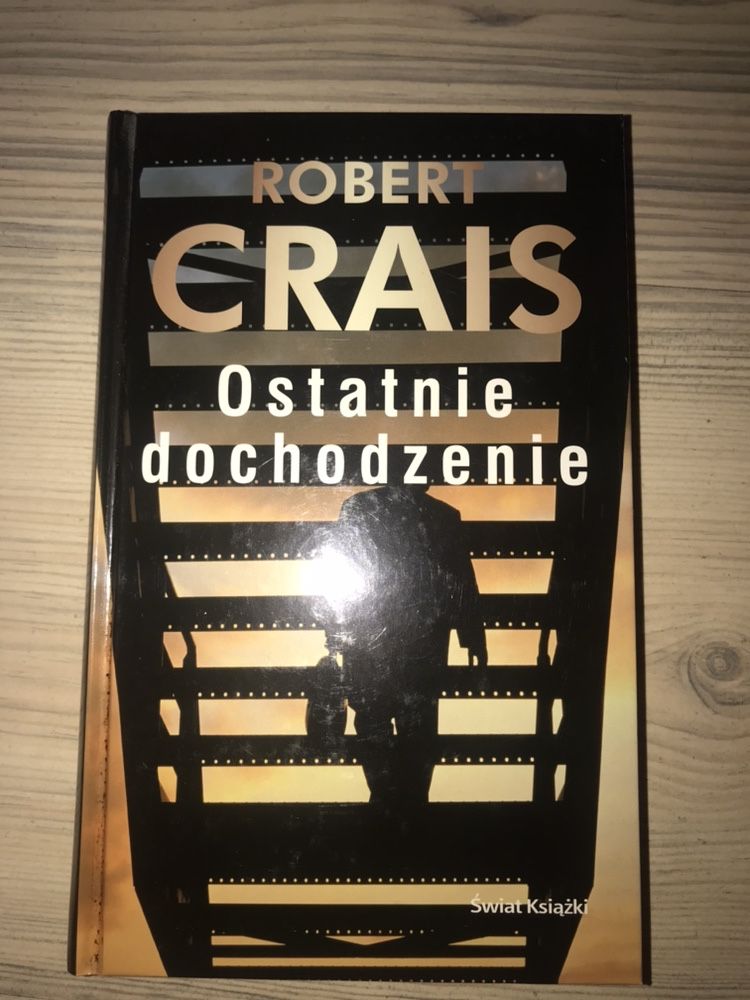 ROBERT
CRAIS
Ostatnie
dochodzenie
Świat Książki